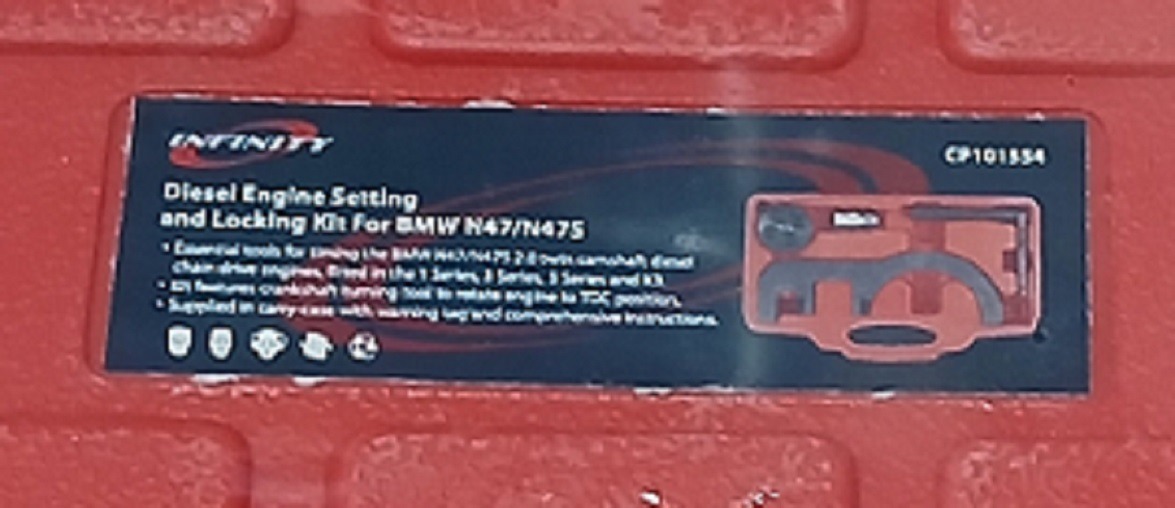 INFINITY
CP101554
Diesel Engine Setting
and Locking Kit For BMW N47/N47S
• Essential tools for timing the BMW N47/N47S 2.0 twin camshaft diesel
chain drive engines, fitted in the 1 Series, 3 Series, 5 Series and X3.
• Kit features crankshaft turning tool to rotate engine to TDC position.
• Supplied in carry-case with warning tag and comprehensive instructions.